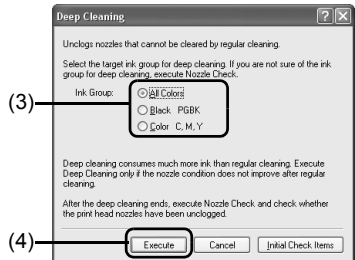 Deep Cleaning
Unclogs nozzles that cannot be cleared by regular cleaning.
Select the target ink group for deep cleaning. If you are not sure of the ink
group for deep cleaning, execute Nozzle Check.
Ink Group:
All Colors
(3)
Black PGBK
Color C, M, Y
Deep cleaning consumes much more ink than regular cleaning. Execute
Deep Cleaning only if the nozzle condition does not improve after regular
cleaning.
After the deep cleaning ends, execute Nozzle Check and check whether
the print head nozzles have been unclogged.
(4)
Execute
Cancel
Initial Check Items